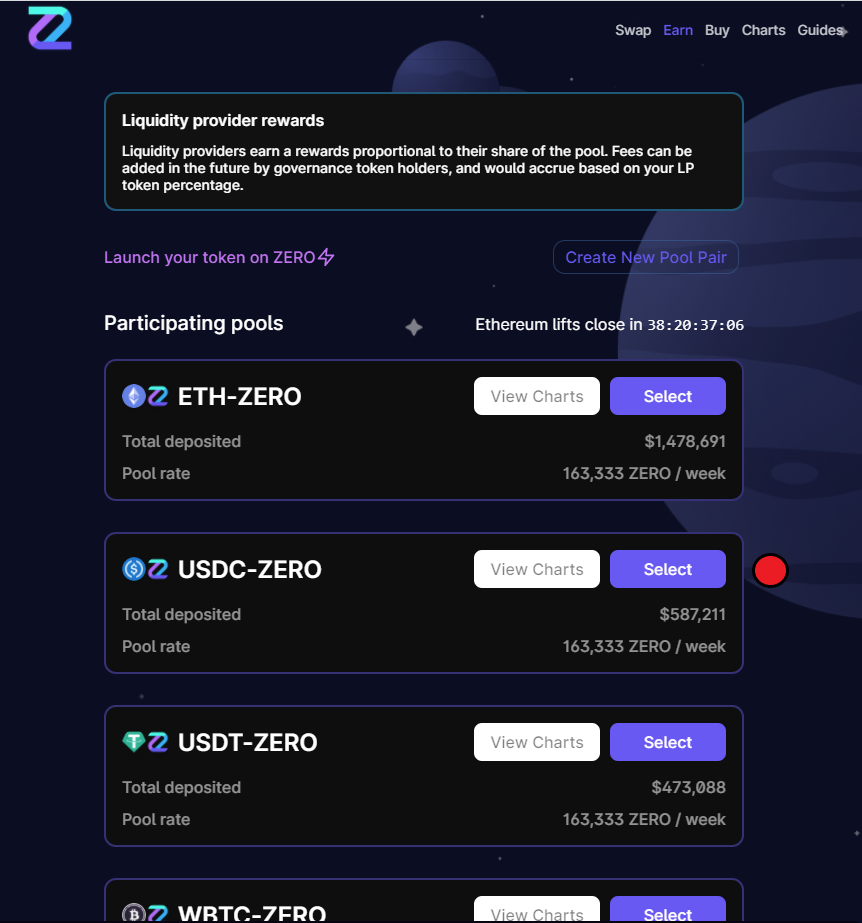 Swap Earn Buy Charts Guides
Liquidity provider rewards
Liquidity providers earn a rewards proportional to their share of the pool. Fees can be
added in the future by governance token holders, and would accrue based on your LP
token percentage.
Launch your token on ZERO
Create New Pool Pair
Participating pools
Ethereum lifts close in 38:20:37:06
ETH-ZERO
View Charts
Select
Total deposited
$1,478,691
Pool rate
163,333 ZERO / week
USDC-ZERO
View Charts
Select
Total deposited
$587,211
Pool rate
163,333 ZERO / week
USDT-ZERO
View Charts
Select
Total deposited
$473,088
Pool rate
163,333 ZERO / week
WBTC-ZERO
View Charts
Select